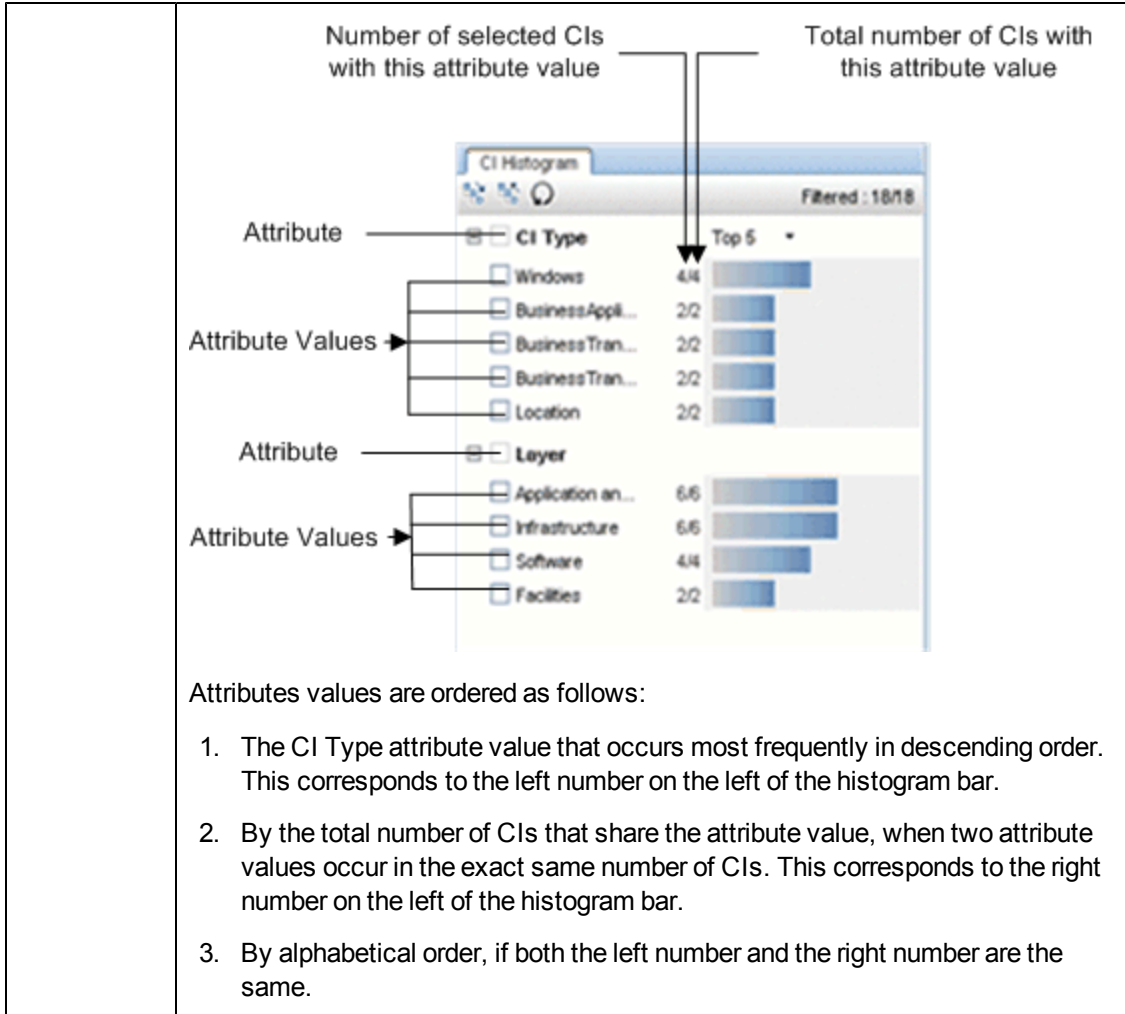 Number of selected CIs
with this attribute value
Total number of CIs with
this attribute value
CI Histogram
Filtered : 18/18
Attribute
CI Type
Top 5
Attribute Values
Windows 4/4
BusinessAppli... 2/2
BusinessTran... 2/2
BusinessTran... 2/2
Location 2/2
Attribute
Layer
Attribute Values
Application an... 6/6
Infrastructure 6/6
Software 4/4
Facilities 2/2
Attributes values are ordered as follows:
1. The CI Type attribute value that occurs most frequently in descending order.
This corresponds to the left number on the left of the histogram bar.
2. By the total number of CIs that share the attribute value, when two attribute
values occur in the exact same number of CIs. This corresponds to the right
number on the left of the histogram bar.
3. By alphabetical order, if both the left number and the right number are the
same.